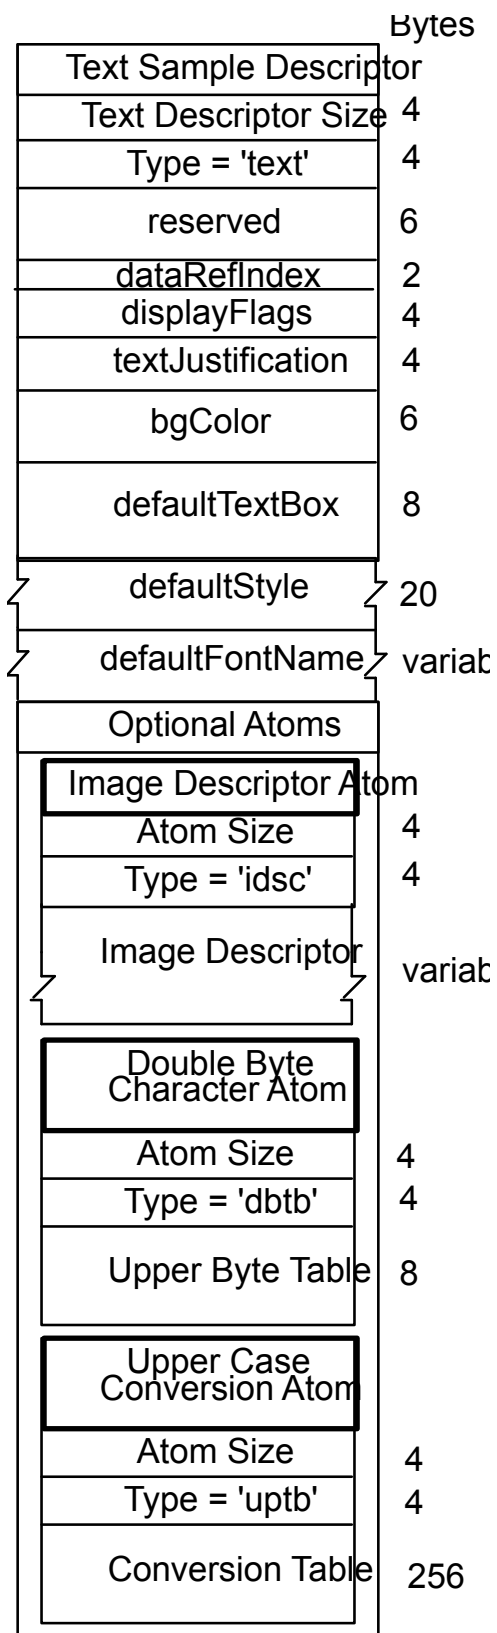 Bytes
Text Sample Descriptor
Text Descriptor Size 4
Type = 'text' 4
reserved 6
dataRefIndex 2
displayFlags 4
textJustification 4
bgColor 6
defaultTextBox 8
defaultStyle 20
defaultFontName variab
Optional Atoms
Image Descriptor Atom
Atom Size 4
Type = 'idsc' 4
Image Descriptor variab
Double Byte
Character Atom
Atom Size 4
Type = 'dbtb' 4
Upper Byte Table 8
Upper Case
Conversion Atom
Atom Size 4
Type = 'uptb' 4
Conversion Table 256